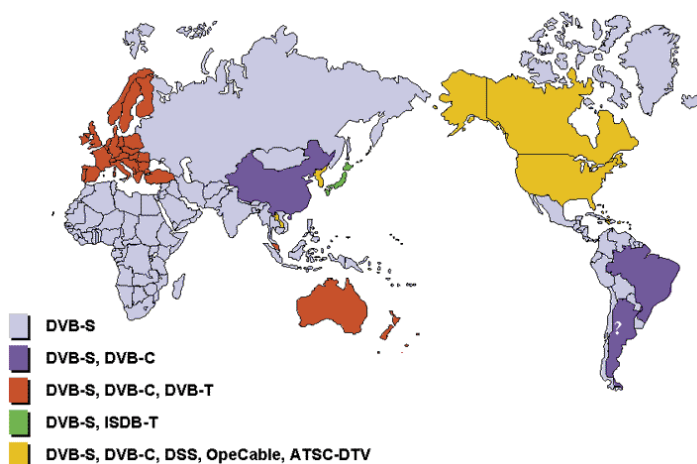 ?
DVB-S
DVB-S, DVB-C
DVB-S, DVB-C, DVB-T
DVB-S, ISDB-T
DVB-S, DVB-C, DSS, OpeCable, ATSC-DTV